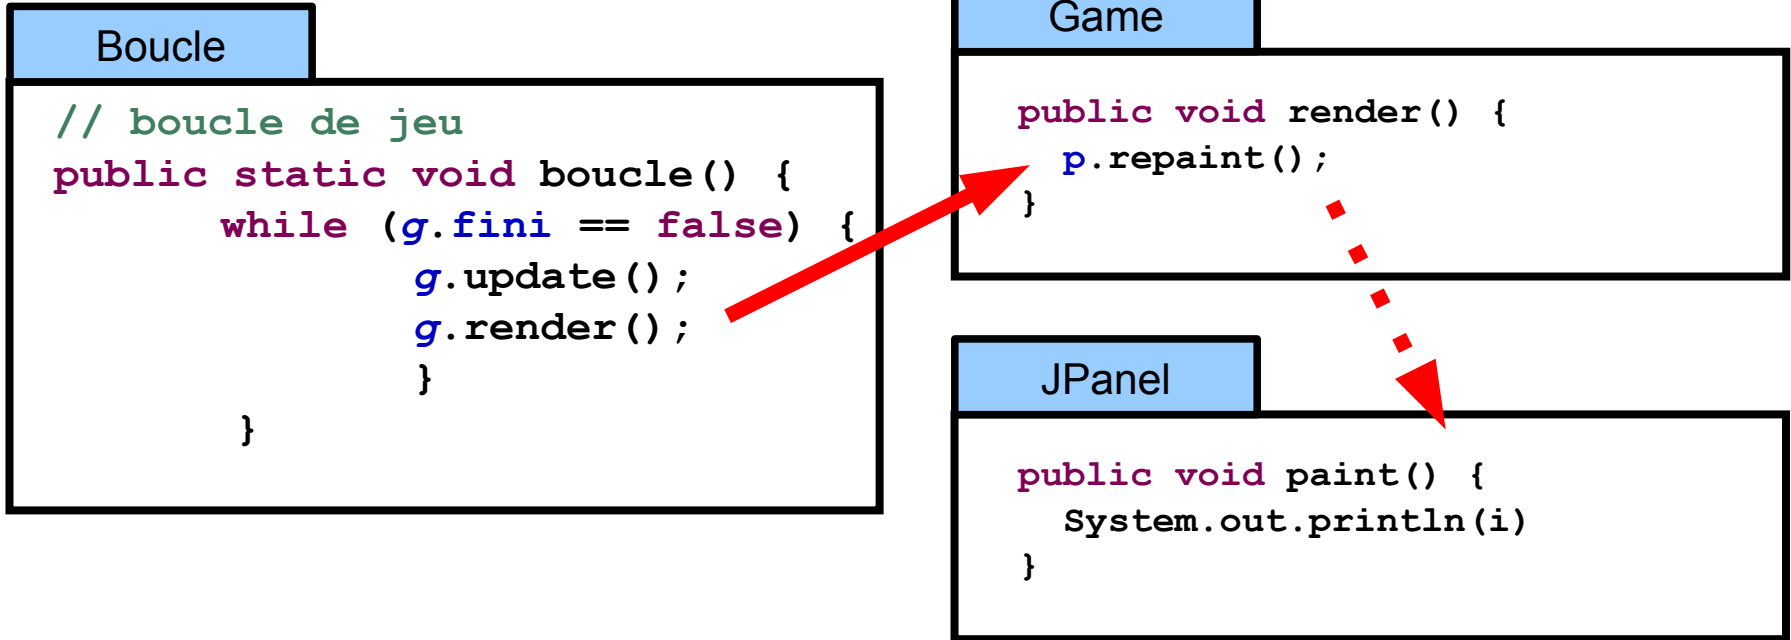 Boucle
// boucle de jeu
public static void boucle() {
while (g.fini == false) {
g.update();
g.render();
}
}
Game
public void render() {
p.repaint();
}
JPanel
public void paint() {
System.out.println(i)
}